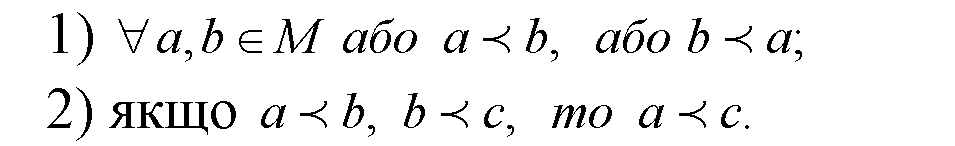 1) ∀a,b∈M або a ≺ b, або b ≺ a;
2) якщо a ≺ b, b ≺ c, то a ≺ c.